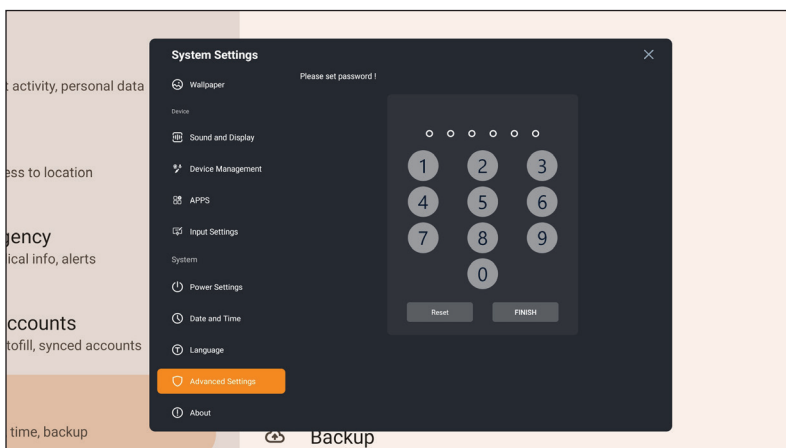 activity, personal data
ess to location
gency
ical info, alerts
ccounts
tofill, synced accounts
time, backup
System Settings
Wallpaper
Device
Sound and Display
Device Management
APPS
Input Settings
System
Power Settings
Date and Time
Language
Advanced Settings
About
Please set password !
1 2 3
4 5 6
7 8 9
0
Reset FINISH
Backup